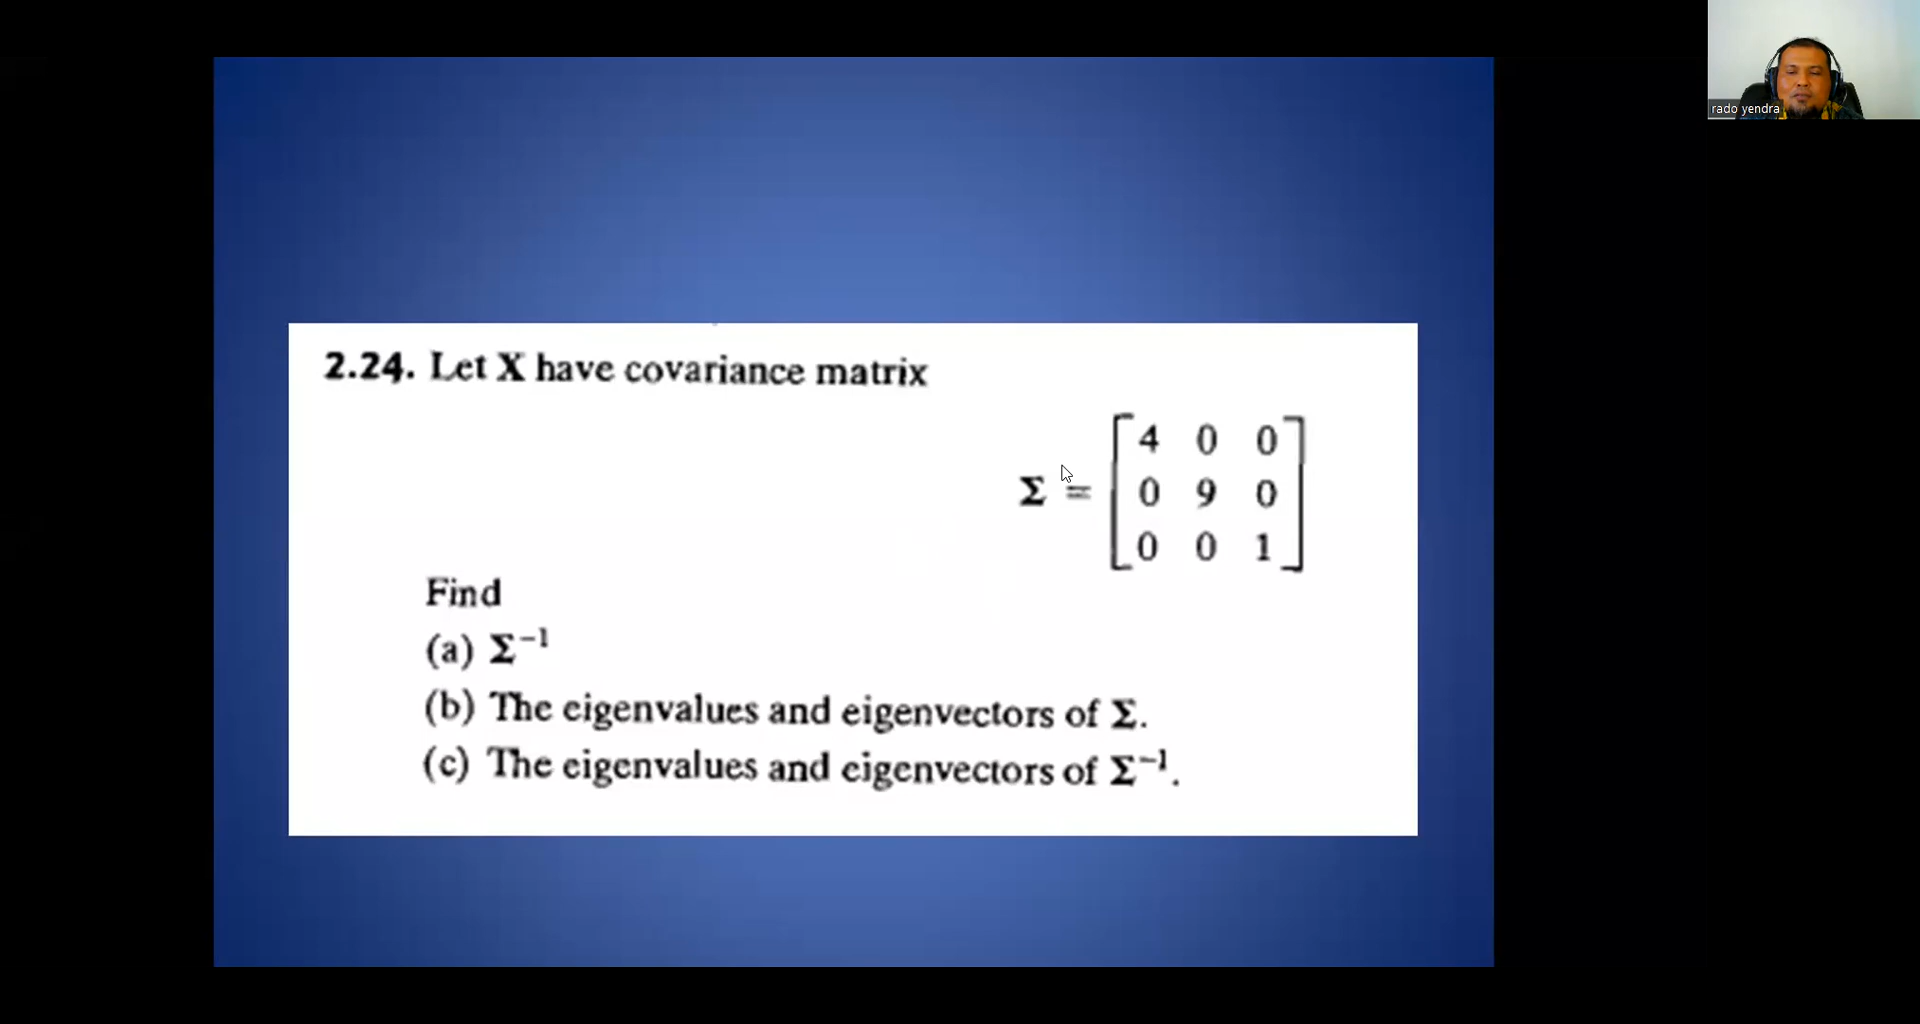 rado yendra
2.24. Let X have covariance matrix
Σ = [4 0 0
0 9 0
0 0 1]
Find
(a) Σ⁻¹
(b) The eigenvalues and eigenvectors of Σ.
(c) The eigenvalues and eigenvectors of Σ⁻¹.